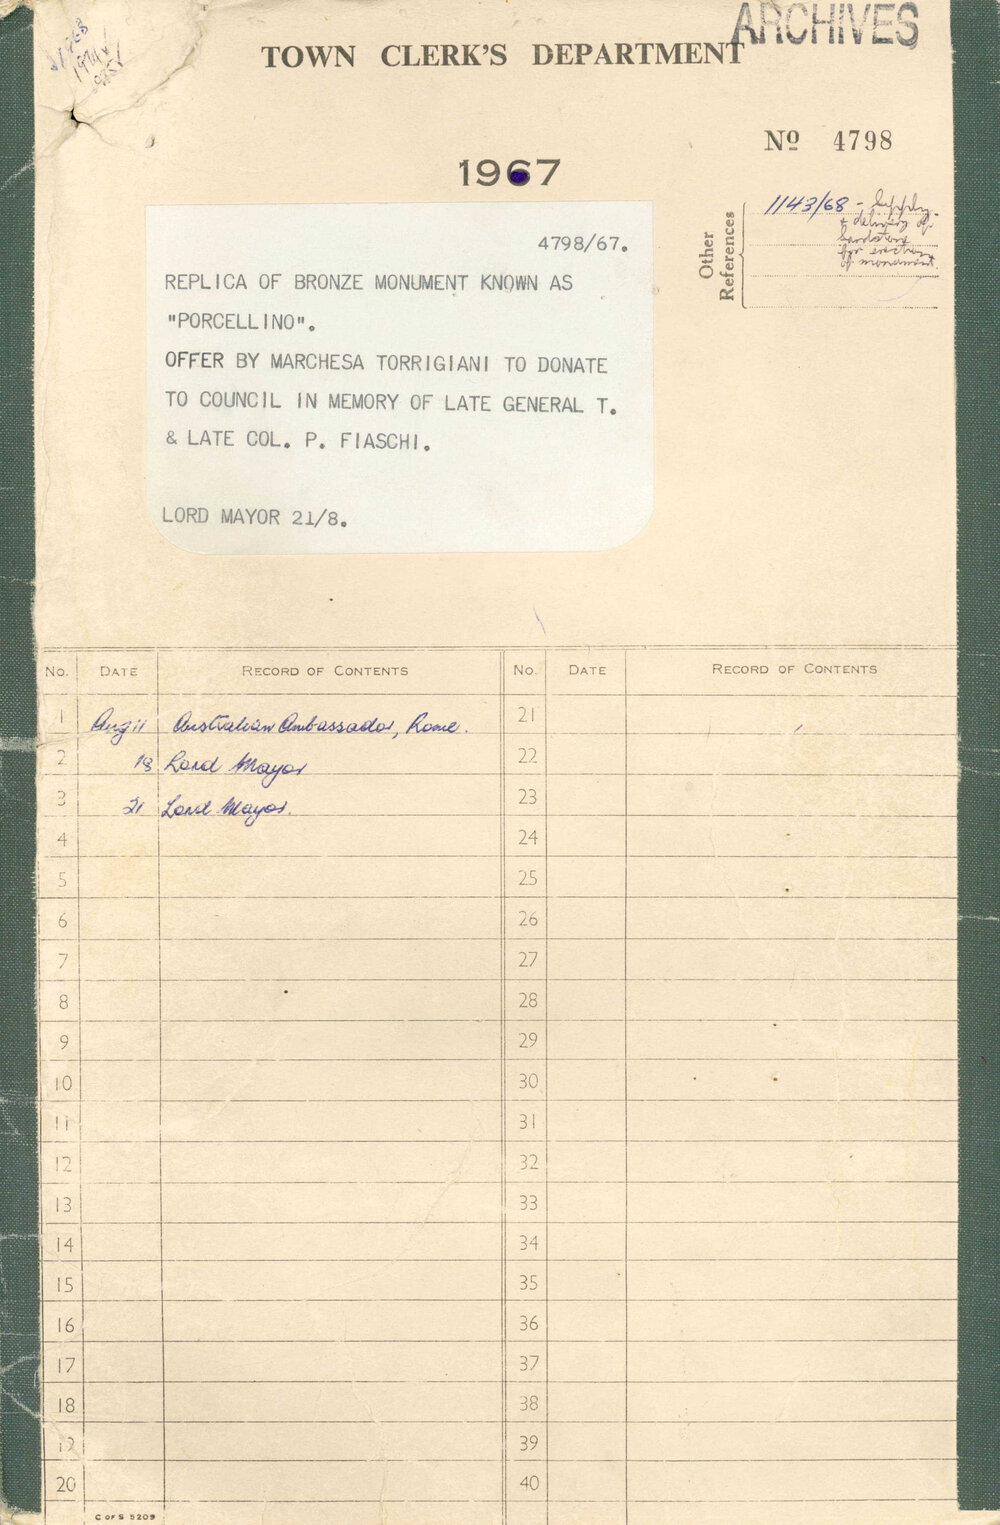 ARCHIVES
TOWN CLERK'S DEPARTMENT
1968
1974
Nº 4798
1967
Other References
1143/68 - Supply
& delivery of
sandstone
for erection
of monument.
4798/67.
REPLICA OF BRONZE MONUMENT KNOWN AS
"PORCELLINO".
OFFER BY MARCHESA TORRIGIANI TO DONATE
TO COUNCIL IN MEMORY OF LATE GENERAL T.
& LATE COL. P. FIASCHI.
LORD MAYOR 21/8.
No. DATE RECORD OF CONTENTS No. DATE RECORD OF CONTENTS
1 Aug 11 Australian Ambassador, Rome. 21
2 18 Lord Mayor 22
3 21 Lord Mayor. 23
4 24
5 25
6 26
7 27
8 28
9 29
10 30
11 31
12 32
13 33
14 34
15 35
16 36
17 37
18 38
19 39
20 40
C OF S 5209